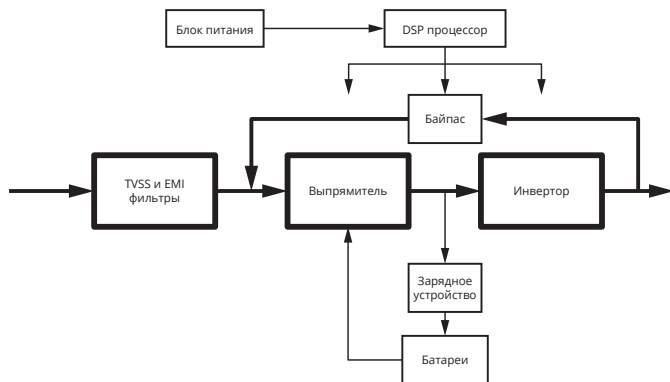 Блок питания
DSP процессор
Байпас
TVSS и EMI
фильтры
Выпрямитель
Инвертор
Зарядное
устройство
Батареи